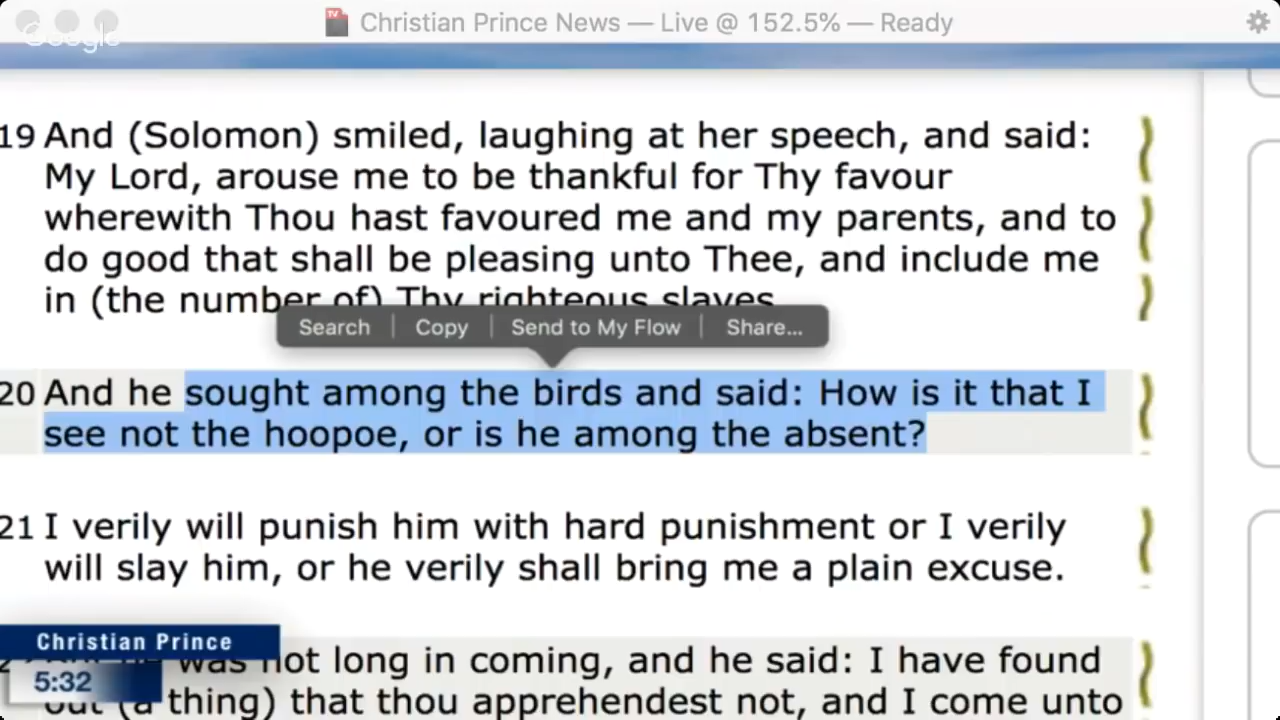 Christian Prince News — Live @ 152.5% — Ready
Google
19 And (Solomon) smiled, laughing at her speech, and said:
My Lord, arouse me to be thankful for Thy favour
wherewith Thou hast favoured me and my parents, and to
do good that shall be pleasing unto Thee, and include me
in (the number of) Thy righteous slaves.
Search Copy Send to My Flow Share...
20 And he sought among the birds and said: How is it that I
see not the hoopoe, or is he among the absent?
21 I verily will punish him with hard punishment or I verily
will slay him, or he verily shall bring me a plain excuse.
Christian Prince
was not long in coming, and he said: I have found
5:32
out (a thing) that thou apprehendest not, and I come unto